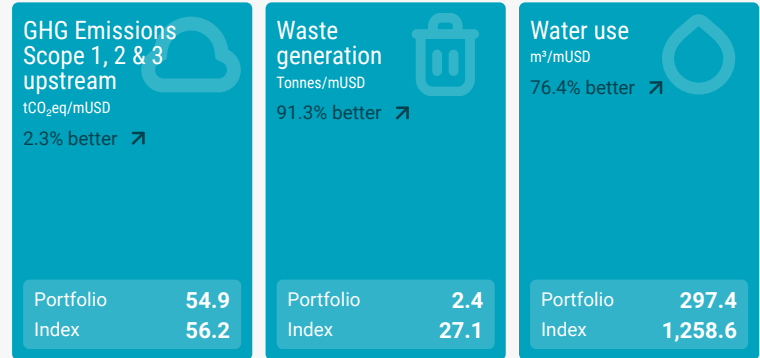 GHG Emissions
Scope 1, 2 & 3
upstream
tCO₂eq/mUSD
2.3% better
Portfolio 54.9
Index 56.2
Waste
generation
Tonnes/mUSD
91.3% better
Portfolio 2.4
Index 27.1
Water use
m³/mUSD
76.4% better
Portfolio 297.4
Index 1,258.6